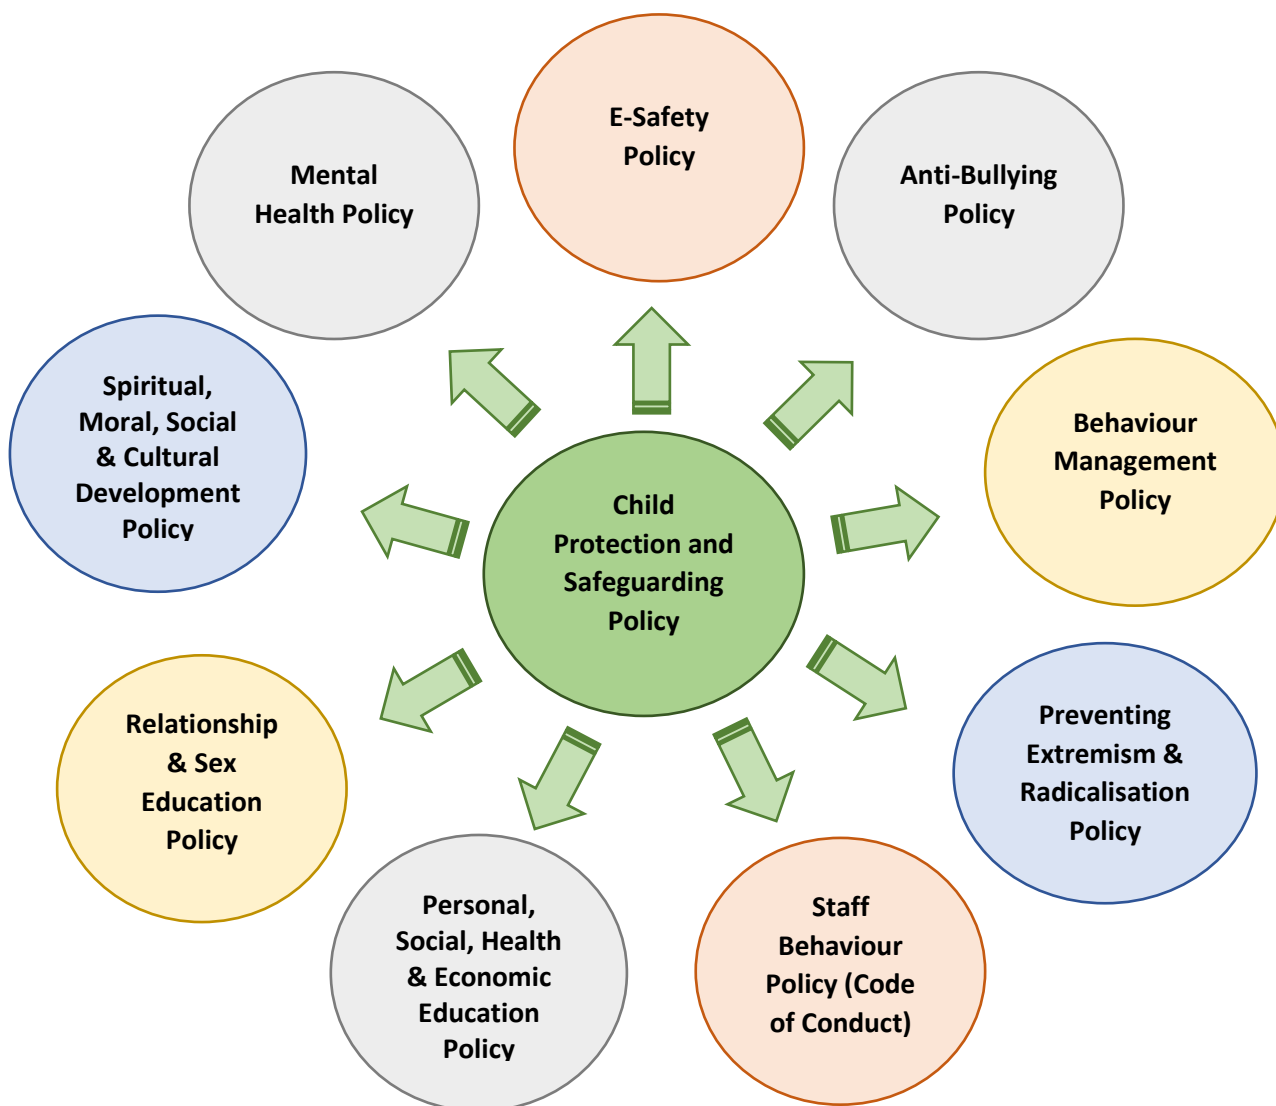 E-Safety
Policy
Mental
Health Policy
Anti-Bullying
Policy
Spiritual,
Moral, Social
& Cultural
Development
Policy
Behaviour
Management
Policy
Child
Protection and
Safeguarding
Policy
Relationship
& Sex
Education
Policy
Preventing
Extremism &
Radicalisation
Policy
Personal,
Social, Health
& Economic
Education
Policy
Staff
Behaviour
Policy (Code
of Conduct)